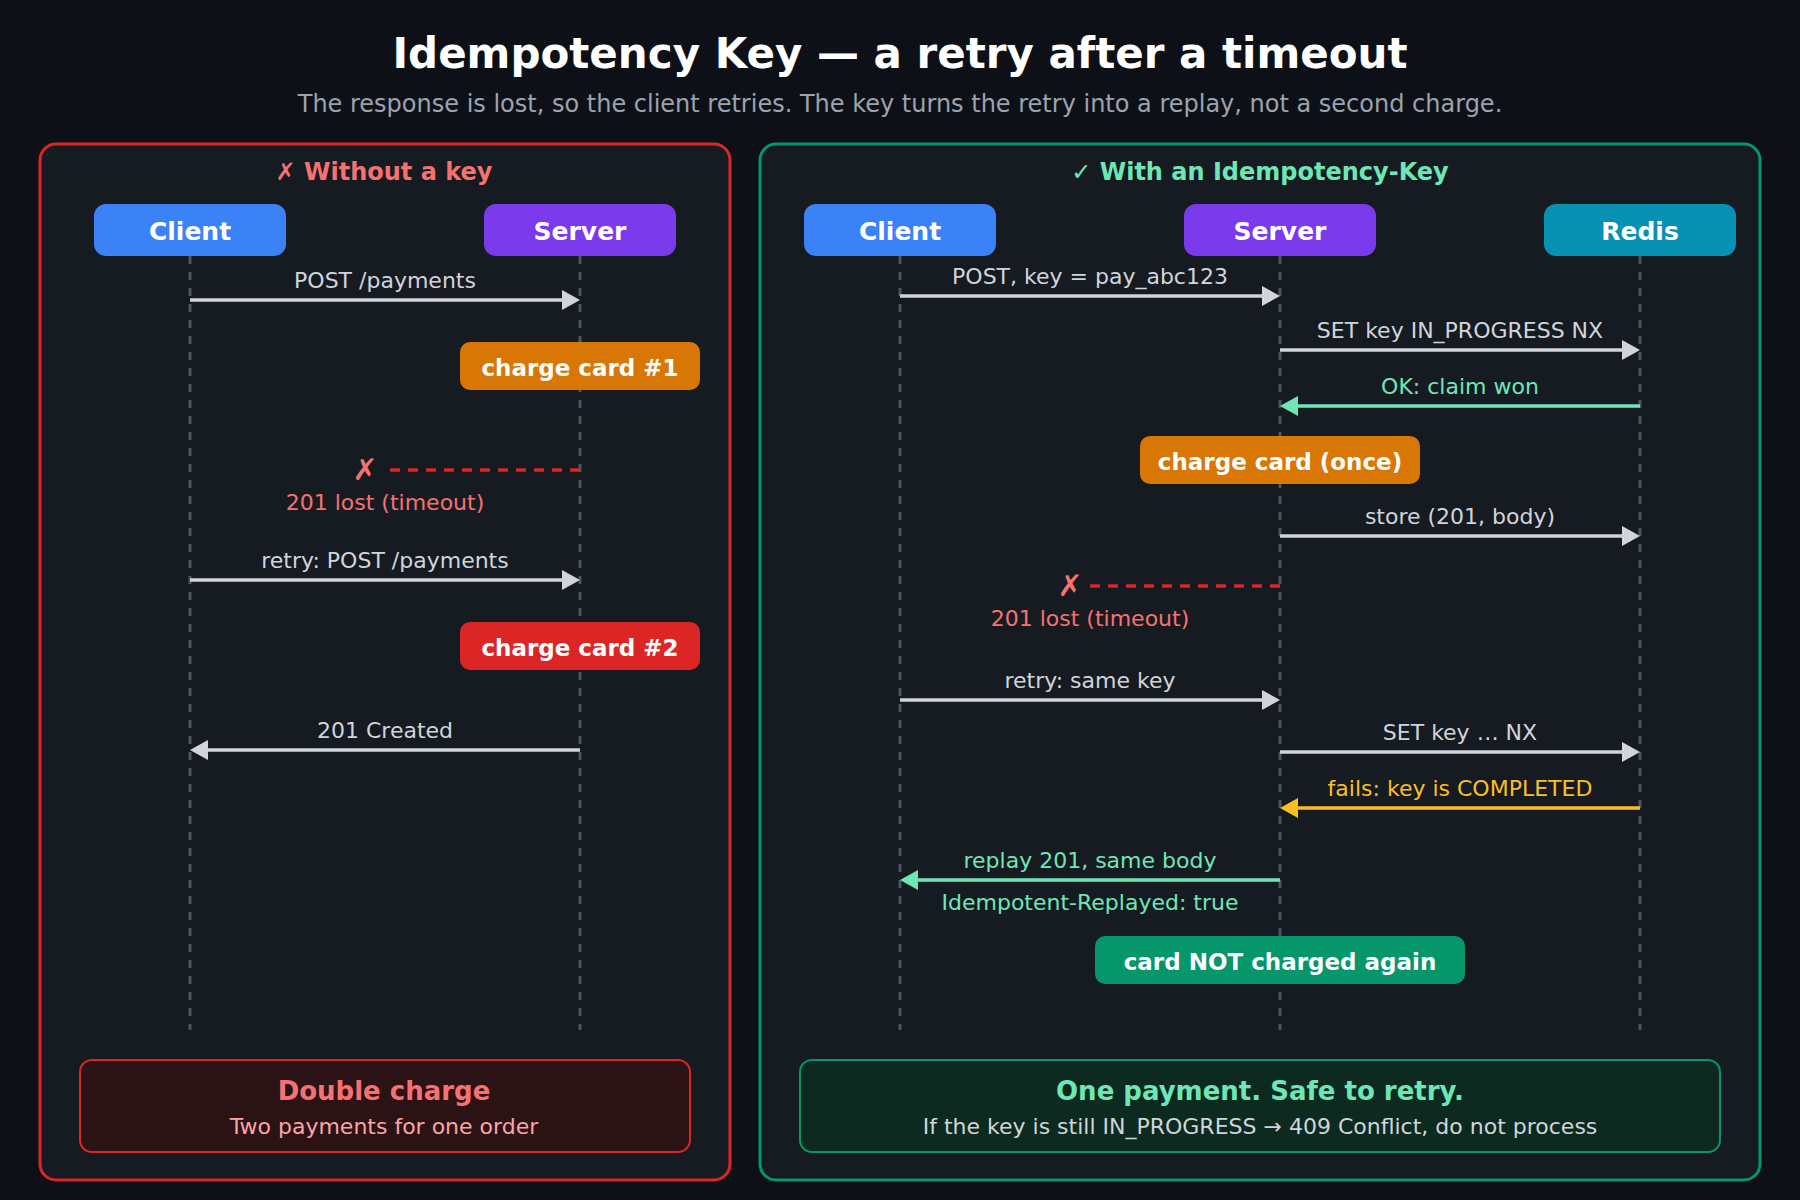 Idempotency Key — a retry after a timeout
The response is lost, so the client retries. The key turns the retry into a replay, not a second charge.
✗ Without a key
Client
Server
POST /payments
charge card #1
✗
201 lost (timeout)
retry: POST /payments
charge card #2
201 Created
Double charge
Two payments for one order
✓ With an Idempotency-Key
Client
Server
Redis
POST, key = pay_abc123
SET key IN_PROGRESS NX
OK: claim won
charge card (once)
store (201, body)
✗
201 lost (timeout)
retry: same key
SET key … NX
fails: key is COMPLETED
replay 201, same body
Idempotent-Replayed: true
card NOT charged again
One payment. Safe to retry.
If the key is still IN_PROGRESS → 409 Conflict, do not process